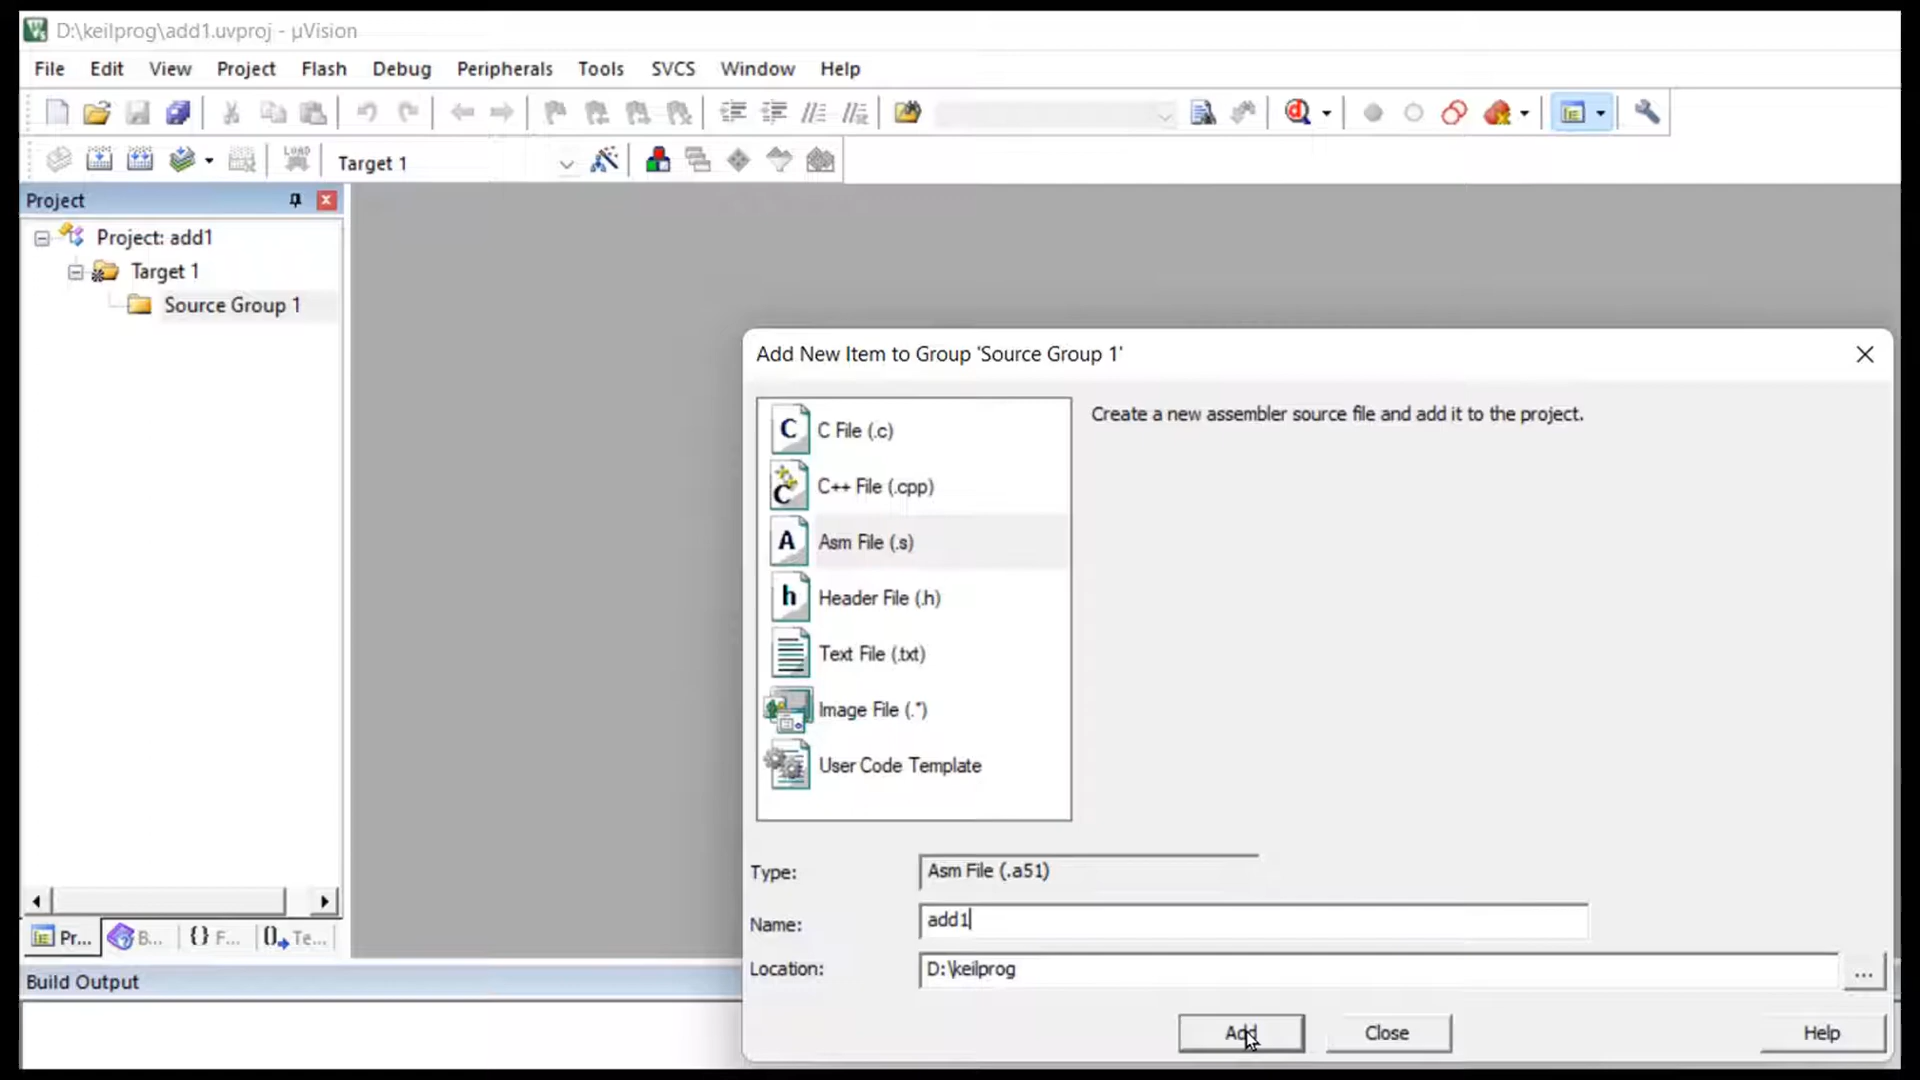 D:\keilprog\add1.uvproj - µVision
File Edit View Project Flash Debug Peripherals Tools SVCS Window Help
LOAD Target 1
Project
Project: add1
Target 1
Source Group 1
Add New Item to Group 'Source Group 1'
C File (.c)
Create a new assembler source file and add it to the project.
C++ File (.cpp)
Asm File (.s)
Header File (.h)
Text File (.txt)
Image File (.*)
User Code Template
Type: Asm File (.a51)
Name: add1
Location: D:\keilprog ...
Pr... B... {} F... Te...
Build Output
Add Close Help